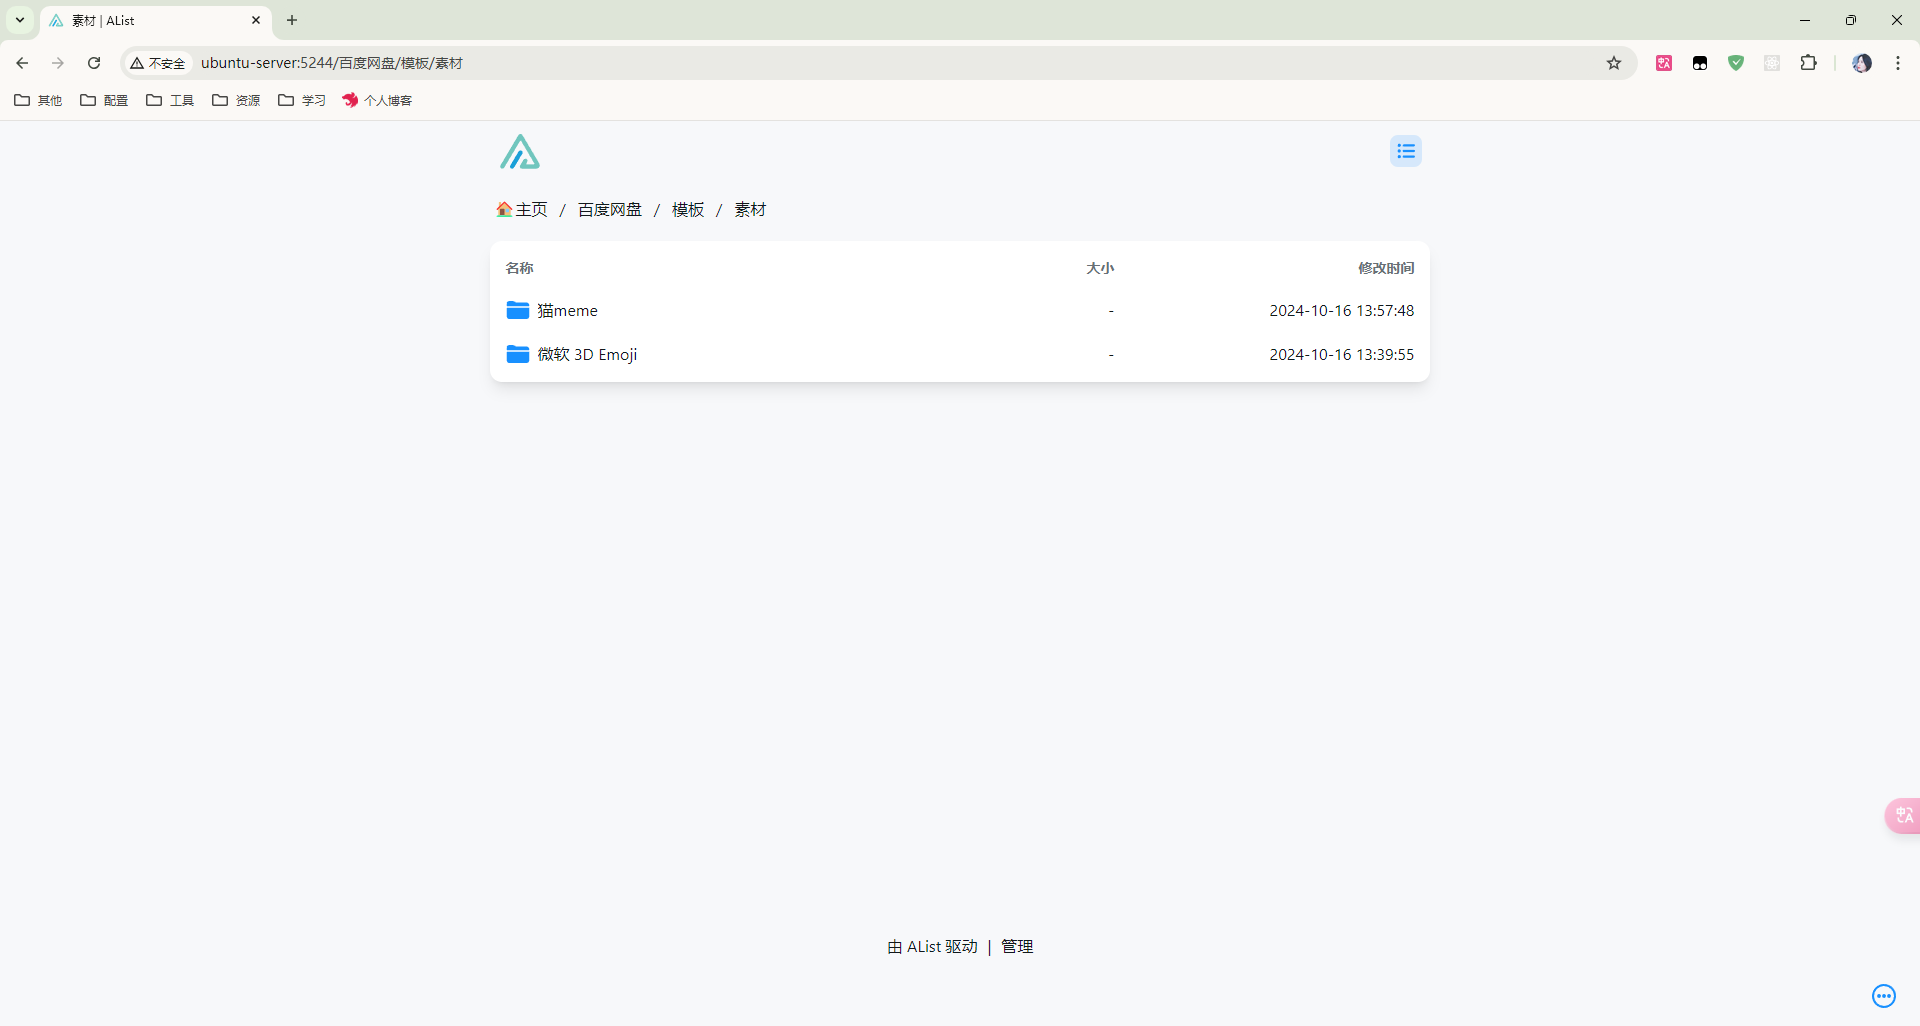 素材 | AList
不安全 ubuntu-server:5244/百度网盘/模板/素材
其他 配置 工具 资源 学习 个人博客
主页 / 百度网盘 / 模板 / 素材
名称 大小 修改时间
猫meme - 2024-10-16 13:57:48
微软 3D Emoji - 2024-10-16 13:39:55
由 AList 驱动 | 管理